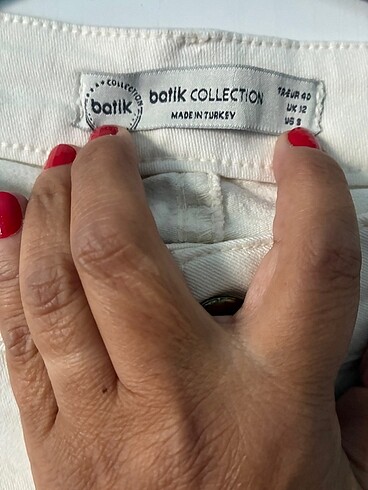 COLLECTION
batik
batik COLLECTION
MADE IN TURKEY
TR-EUR 40
UK 12
US 8